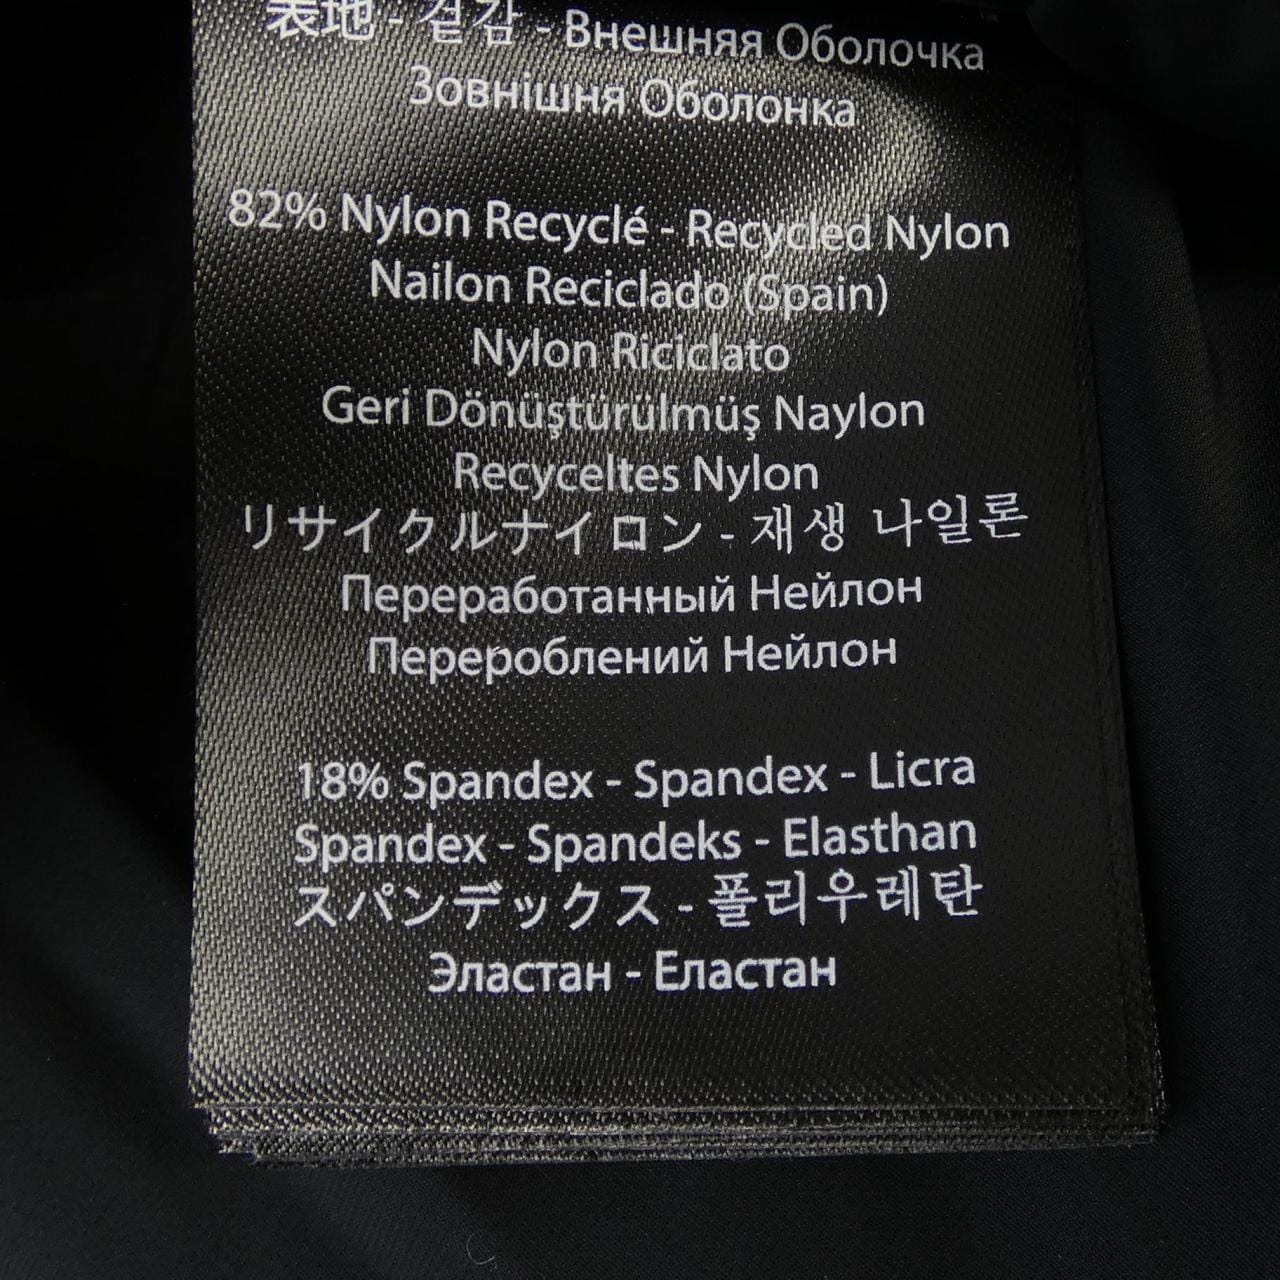 表地 - 겉감 - Внешняя Оболочка
Зовнішня Оболонка
82% Nylon Recyclé - Recycled Nylon
Nailon Reciclado (Spain)
Nylon Riciclato
Geri Dönüştürülmüş Naylon
Recyceltes Nylon
リサイクルナイロン - 재생 나일론
Переработанный Нейлон
Перероблений Нейлон
18% Spandex - Spandex - Licra
Spandex - Spandeks - Elasthan
スパンデックス - 폴리우레탄
Эластан - Еластан